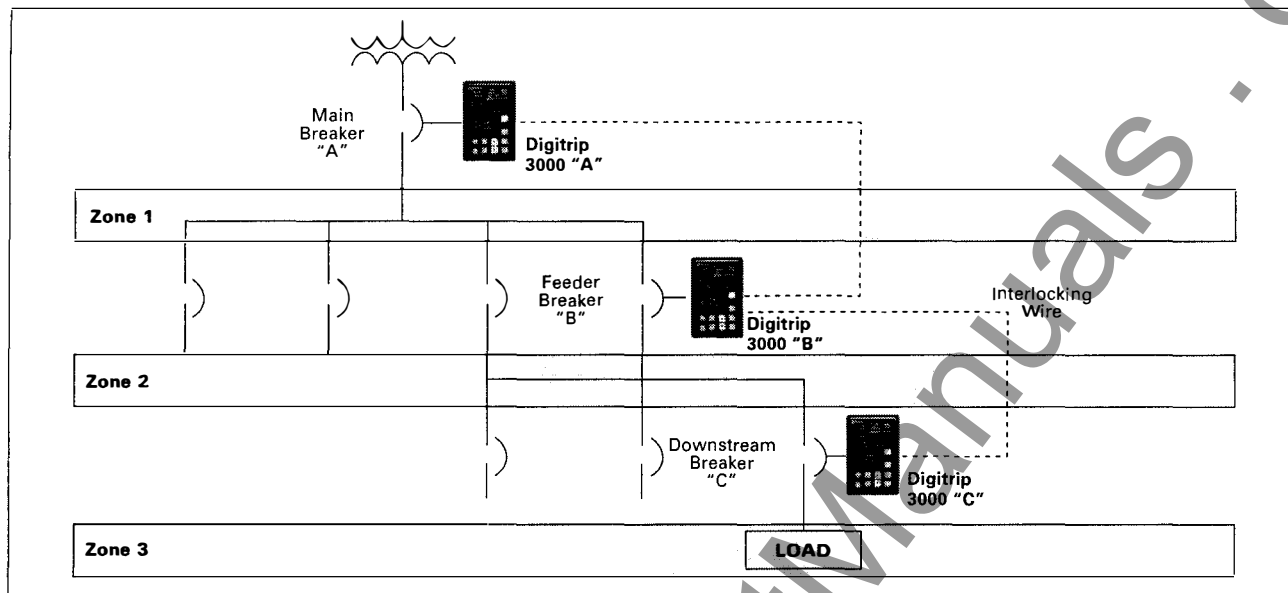 Main
Breaker
"A"
Digitrip
3000 "A"
Zone 1
Feeder
Breaker
"B"
Digitrip
3000 "B"
Interlocking
Wire
Zone 2
Downstream
Breaker
"C"
Digitrip
3000 "C"
Zone 3
LOAD
Manuals